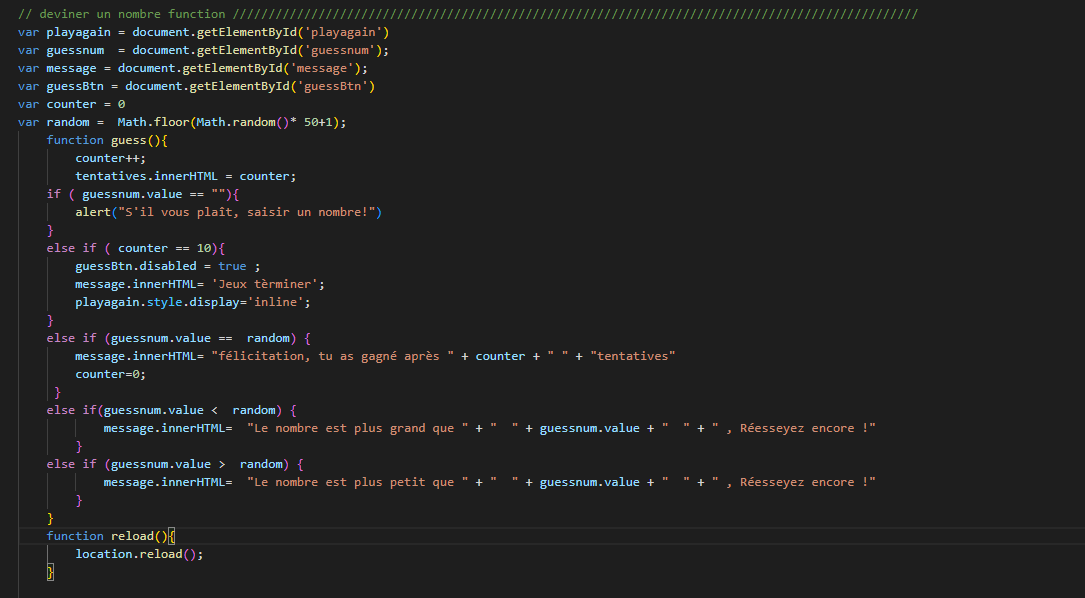 // deviner un nombre function ////////////////////////////////////////////////////////////////////////////////////////////////
var playagain = document.getElementById('playagain')
var guessnum  = document.getElementById('guessnum');
var message = document.getElementById('message');
var guessBtn = document.getElementById('guessBtn')
var counter = 0
var random =  Math.floor(Math.random()* 50+1);
    function guess(){
        counter++;
        tentatives.innerHTML = counter;
    if ( guessnum.value == ""){
        alert("S'il vous plaît, saisir un nombre!")
    }
    else if ( counter == 10){
        guessBtn.disabled = true ;
        message.innerHTML= 'Jeux tèrminer';
        playagain.style.display='inline';
    }
    else if (guessnum.value ==  random) {
        message.innerHTML= "félicitation, tu as gagné après " + counter + " " + "tentatives"
        counter=0;
     }
    else if(guessnum.value <  random) {
            message.innerHTML=  "Le nombre est plus grand que " + "  " + guessnum.value + "  " + " , Réesseyez encore !"
        }
    else if (guessnum.value >  random) {
            message.innerHTML=  "Le nombre est plus petit que " + "  " + guessnum.value + "  " + " , Réesseyez encore !"
        }
    }
    function reload(){
        location.reload();
    }